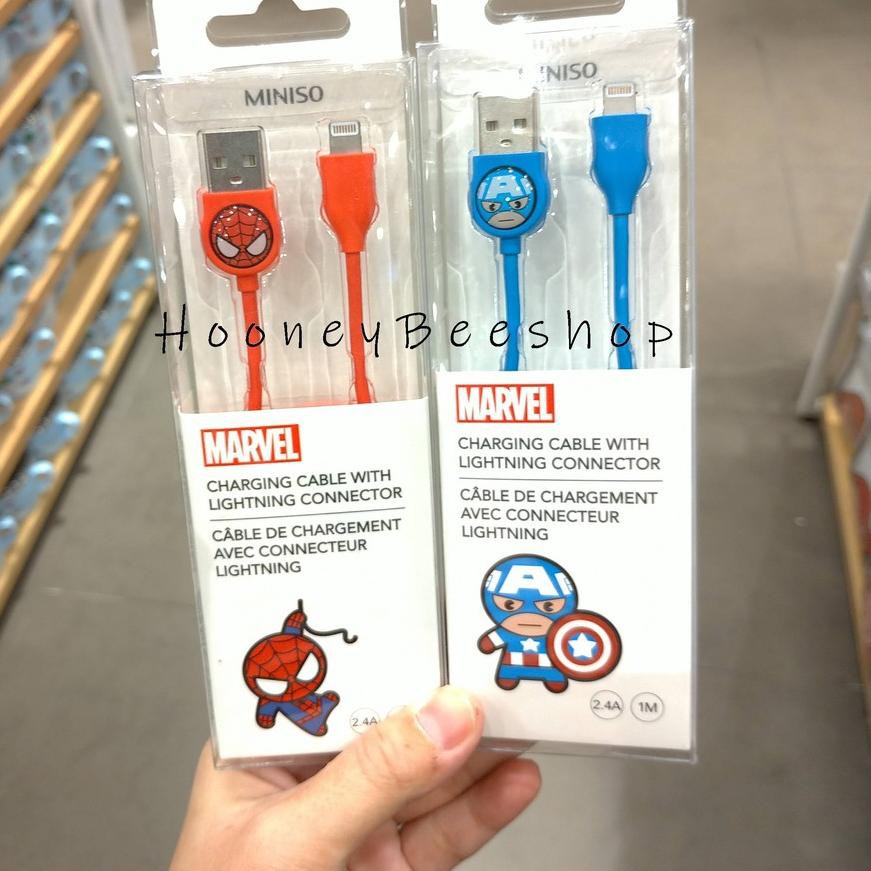 MINISO
MARVEL
CHARGING CABLE WITH
LIGHTNING CONNECTOR
CÂBLE DE CHARGEMENT
AVEC CONNECTEUR
LIGHTNING
2.4A
MINISO
A
MARVEL
CHARGING CABLE WITH
LIGHTNING CONNECTOR
CÂBLE DE CHARGEMENT
AVEC CONNECTEUR
LIGHTNING
A
2.4A 1M
HooneyBeeshop